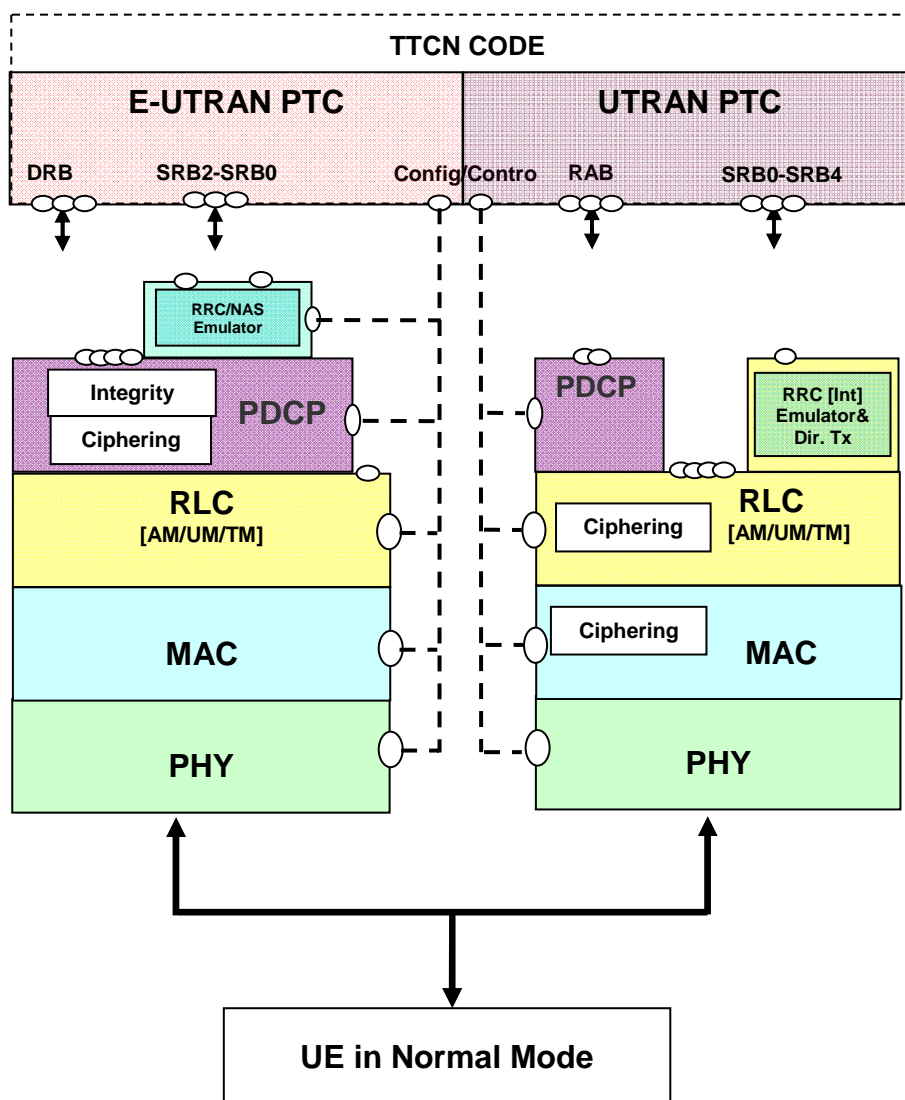 TTCN CODE
E-UTRAN PTC
UTRAN PTC
DRB
SRB2-SRB0
Config/Contro
RAB
SRB0-SRB4
RRC/NAS
Emulator
Integrity
Ciphering
PDCP
PDCP
RRC [Int]
Emulator&
Dir. Tx
RLC
[AM/UM/TM]
Ciphering
RLC
[AM/UM/TM]
MAC
Ciphering
MAC
PHY
PHY
UE in Normal Mode